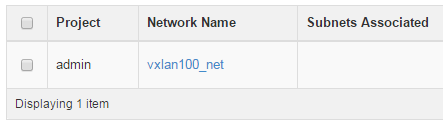 Project Network Name Subnets Associated
admin vxlan100_net
Displaying 1 item